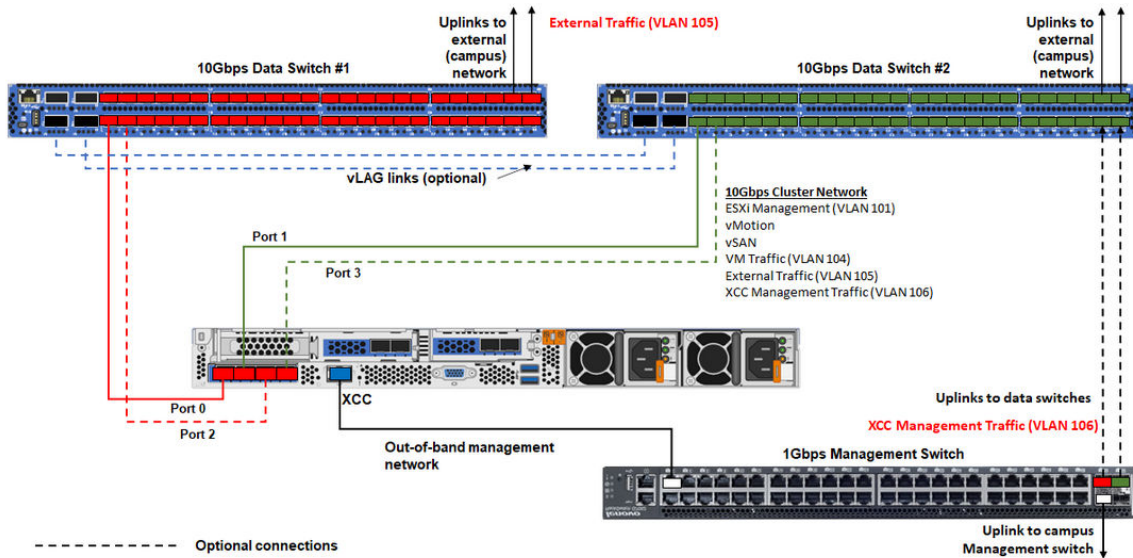 Uplinks to
external
(campus)
network
External Traffic (VLAN 105)
Uplinks to
external
(campus)
network
10Gbps Data Switch #1
10Gbps Data Switch #2
vLAG links (optional)
10Gbps Cluster Network
ESXi Management (VLAN 101)
vMotion
vSAN
VM Traffic (VLAN 104)
External Traffic (VLAN 105)
XCC Management Traffic (VLAN 106)
Port 1
Port 3
Port 0
Port 2
XCC
Out-of-band management
network
Uplinks to data switches
XCC Management Traffic (VLAN 106)
1Gbps Management Switch
Lenovo
Uplink to campus
Management switch
Optional connections